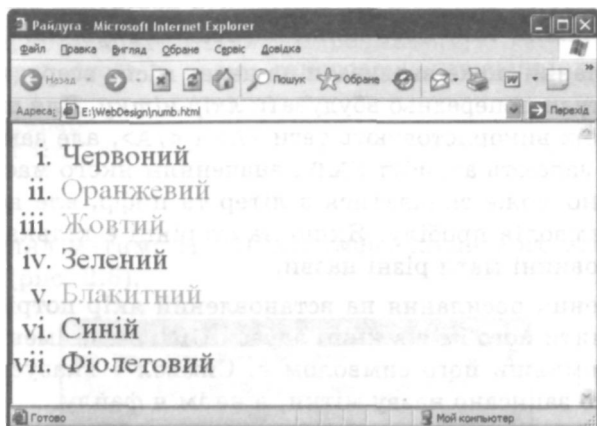 Райдуга - Microsoft Internet Explorer
Файл Правка Вигляд Обране Сервіс Довідка
Назад Пошук Обране
Адреса: E:\WebDesign\numb.html Перехід
i. Червоний
ii. Оранжевий
iii. Жовтий
iv. Зелений
v. Блакитний
vi. Синій
vii. Фіолетовий
Готово Мой компьютер